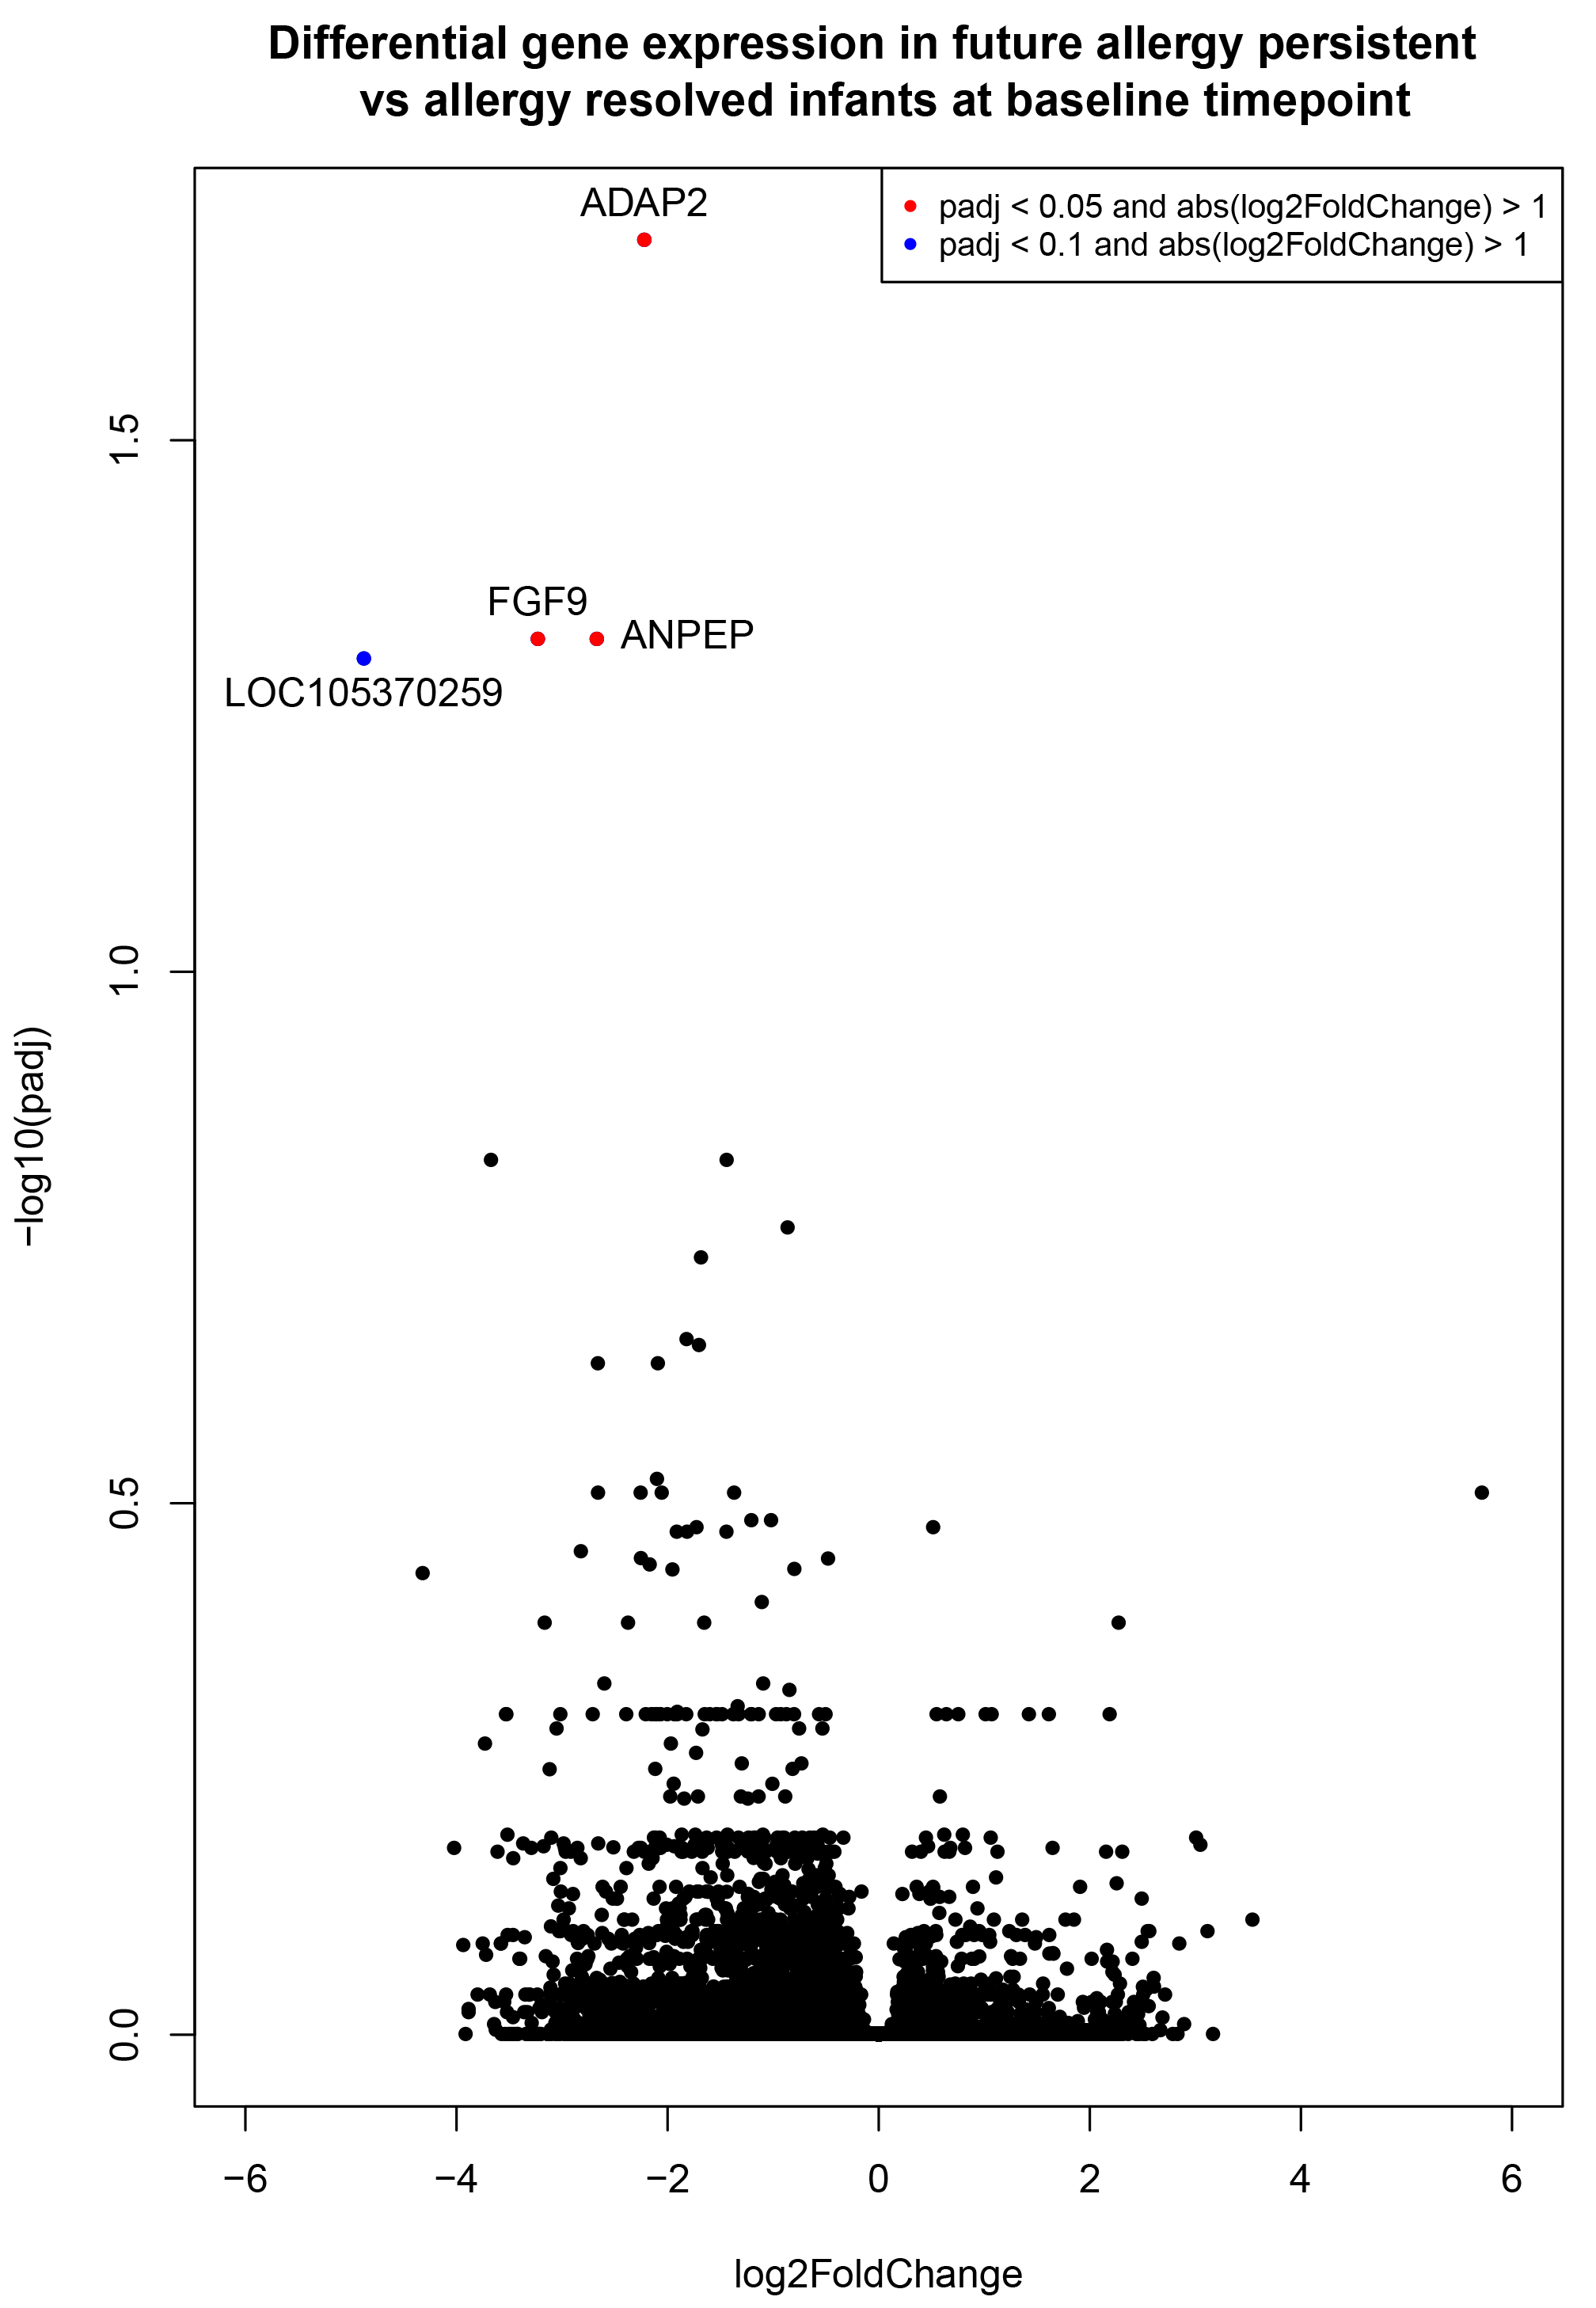 Differential gene expression in future allergy persistent
vs allergy resolved infants at baseline timepoint
padj < 0.05 and abs(log2FoldChange) > 1
padj < 0.1 and abs(log2FoldChange) > 1
ADAP2
FGF9
ANPEP
LOC105370259
−log10(padj)
1.5
1.0
0.5
0.0
−6
−4
−2
0
2
4
6
log2FoldChange